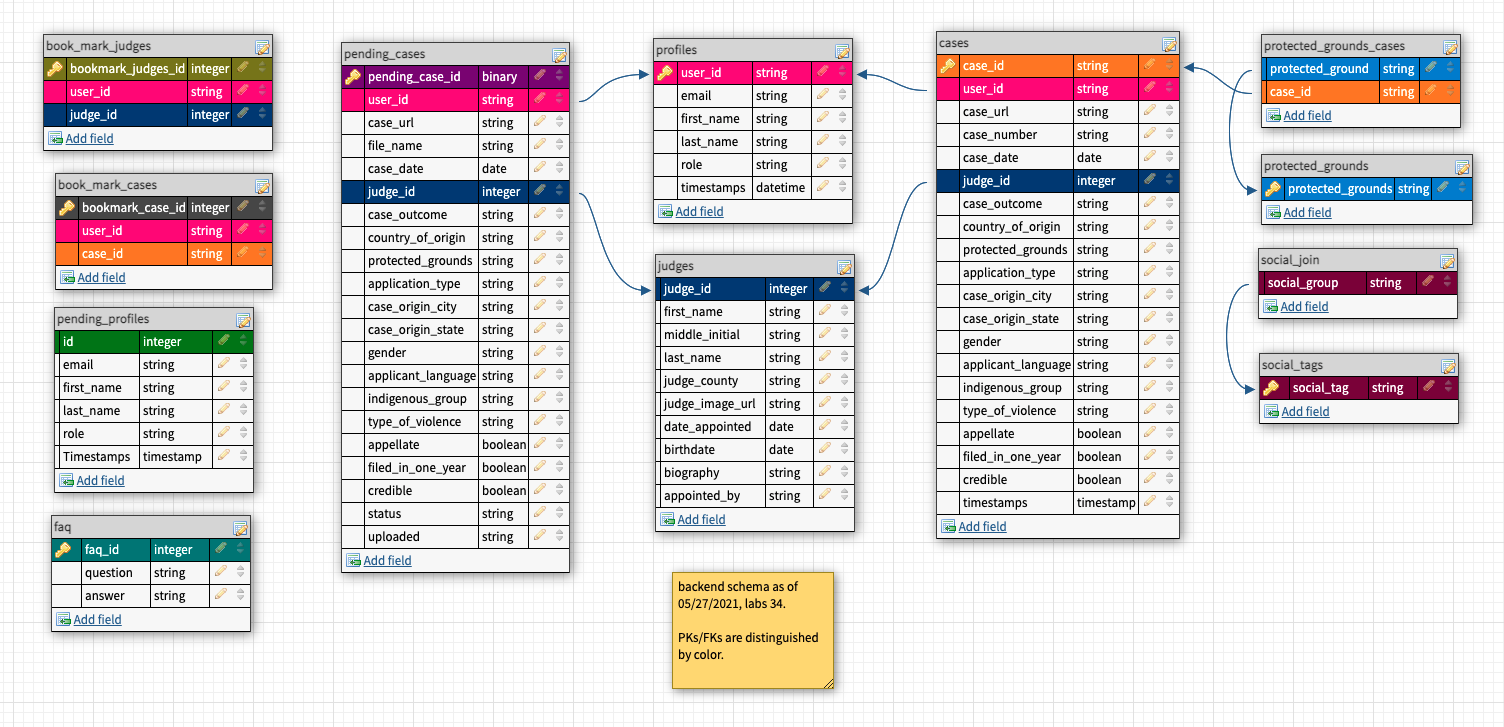 book_mark_judges
bookmark_judges_id integer
user_id string
judge_id integer
Add field
book_mark_cases
bookmark_case_id integer
user_id string
case_id string
Add field
pending_profiles
id integer
email string
first_name string
last_name string
role string
Timestamps timestamp
Add field
faq
faq_id integer
question string
answer string
Add field
pending_cases
pending_case_id binary
user_id string
case_url string
file_name string
case_date date
judge_id integer
case_outcome string
country_of_origin string
protected_grounds string
application_type string
case_origin_city string
case_origin_state string
gender string
applicant_language string
indigenous_group string
type_of_violence string
appellate boolean
filed_in_one_year boolean
credible boolean
status string
uploaded string
Add field
profiles
user_id string
email string
first_name string
last_name string
role string
timestamps datetime
Add field
judges
judge_id integer
first_name string
middle_initial string
last_name string
judge_county string
judge_image_url string
date_appointed date
birthdate date
biography string
appointed_by string
Add field
backend schema as of
05/27/2021, labs 34.
PKs/FKs are distinguished
by color.
cases
case_id string
user_id string
case_url string
case_number string
case_date date
judge_id integer
case_outcome string
country_of_origin string
protected_grounds string
application_type string
case_origin_city string
case_origin_state string
gender string
applicant_language string
indigenous_group string
type_of_violence string
appellate boolean
filed_in_one_year boolean
credible boolean
timestamps timestamp
Add field
protected_grounds_cases
protected_ground string
case_id string
Add field
protected_grounds
protected_grounds string
Add field
social_join
social_group string
Add field
social_tags
social_tag string
Add field